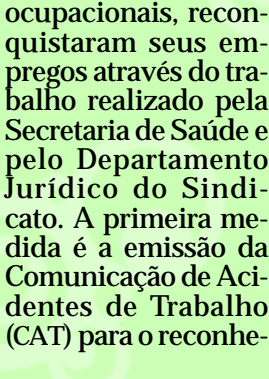 ocupacionais, recon-
quistaram seus em-
pregos através do tra-
balho realizado pela
Secretaria de Saúde e
pelo Departamento
Jurídico do Sindi-
cato. A primeira me-
dida é a emissão da
Comunicação de Aci-
dentes de Trabalho
(CAT) para o reconhe-